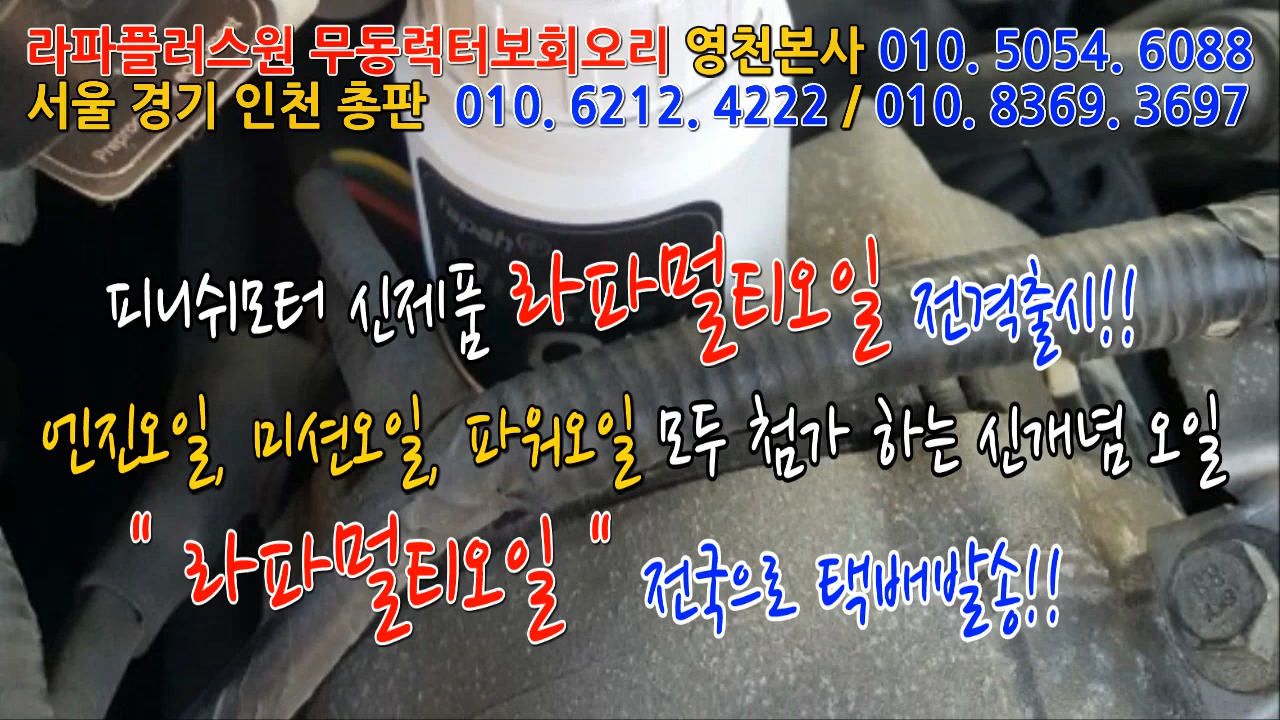 라파플러스원 무동력터보회오리 영천본사 010. 5054. 6088
서울 경기 인천 총판 010. 6212. 4222 / 010. 8369. 3697
rapah
피니쉬모터 신제품 라파멀티오일 전격출시!!
엔진오일, 미션오일, 파워오일 모두 첨가 하는 신개념 오일
" 라파멀티오일 " 전국으로 택배발송!!